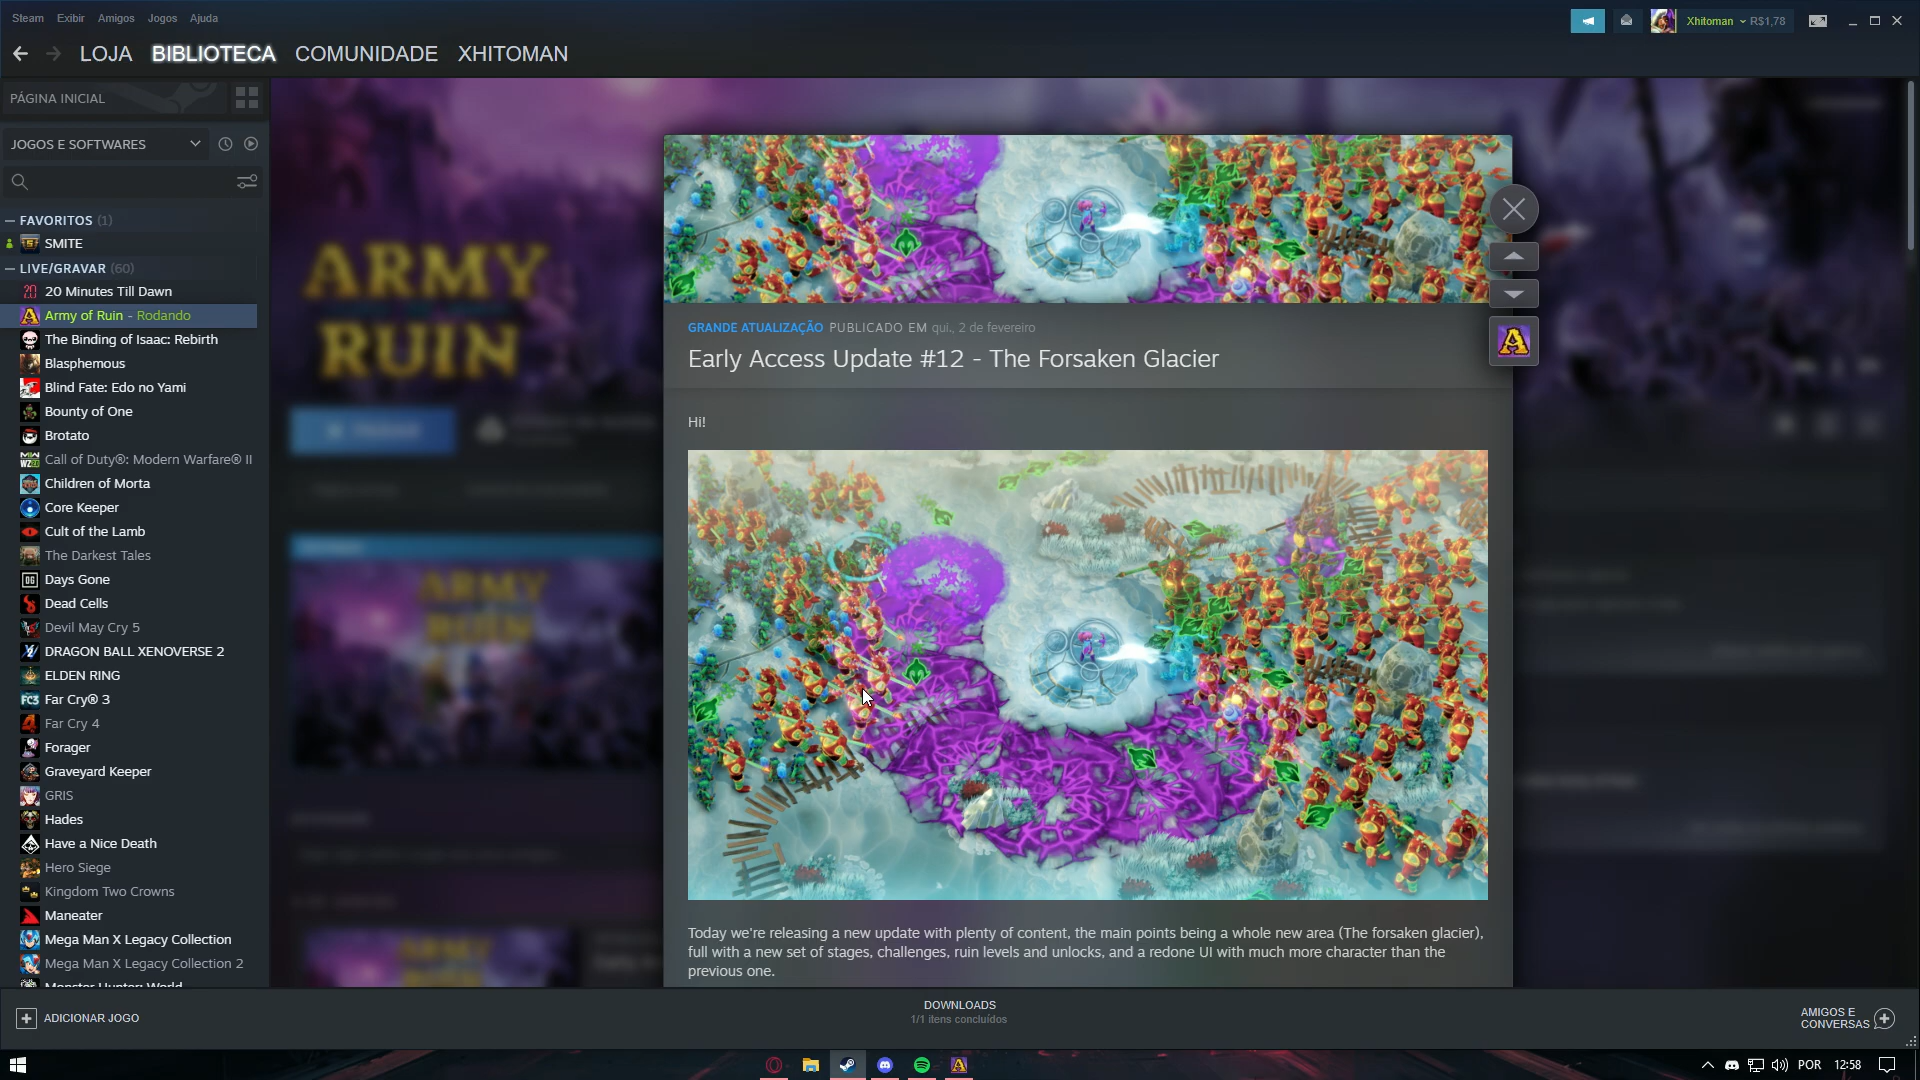 Steam Exibir Amigos Jogos Ajuda
Xhitoman R$1,78
LOJA BIBLIOTECA COMUNIDADE XHITOMAN
PÁGINA INICIAL
JOGOS E SOFTWARES
FAVORITOS (1)
SMITE
LIVE/GRAVAR (60)
20 Minutes Till Dawn
Army of Ruin - Rodando
The Binding of Isaac: Rebirth
Blasphemous
Blind Fate: Edo no Yami
Bounty of One
Brotato
Call of Duty®: Modern Warfare® II
Children of Morta
Core Keeper
Cult of the Lamb
The Darkest Tales
Days Gone
Dead Cells
Devil May Cry 5
DRAGON BALL XENOVERSE 2
ELDEN RING
Far Cry® 3
Far Cry 4
Forager
Graveyard Keeper
GRIS
Hades
Have a Nice Death
Hero Siege
Kingdom Two Crowns
Maneater
Mega Man X Legacy Collection
Mega Man X Legacy Collection 2
Monster Hunter: World
ARMY
RUIN
GRANDE ATUALIZAÇÃO PUBLICADO EM qui., 2 de fevereiro
Early Access Update #12 - The Forsaken Glacier
Hi!
Today we're releasing a new update with plenty of content, the main points being a whole new area (The forsaken glacier),
full with a new set of stages, challenges, ruin levels and unlocks, and a redone UI with much more character than the
previous one.
ARMY
RUIN
ADICIONAR JOGO
DOWNLOADS
1/1 itens concluídos
AMIGOS E
CONVERSAS
POR 12:58